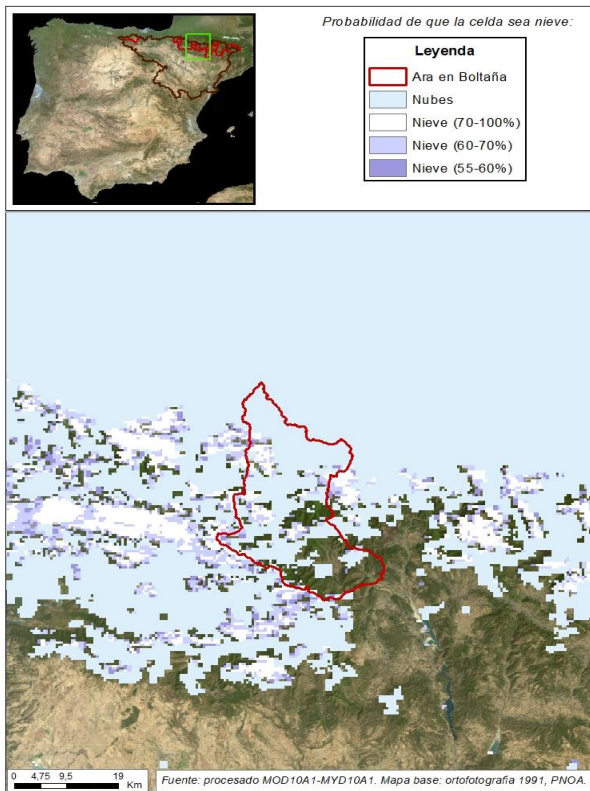 Probabilidad de que la celda sea nieve:
Leyenda
Ara en Boltaña
Nubes
Nieve (70-100%)
Nieve (60-70%)
Nieve (55-60%)
0 4,75 9,5 19
Km
Fuente: procesado MOD10A1-MYD10A1. Mapa base: ortofotografia 1991, PNOA.